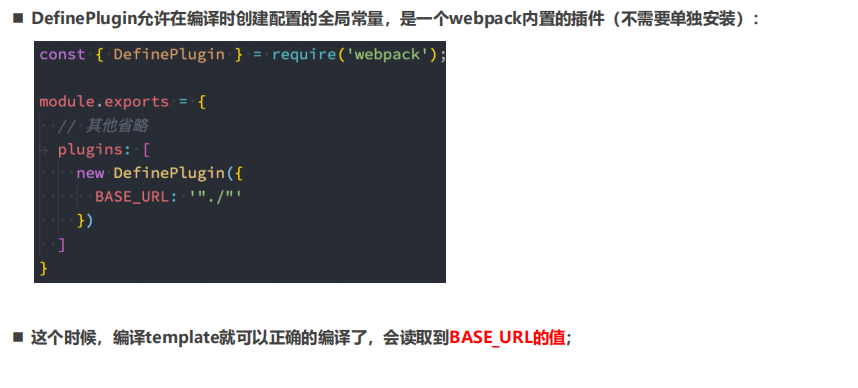 ■ DefinePlugin允许在编译时创建配置的全局常量，是一个webpack内置的插件（不需要单独安装）：
const { DefinePlugin } = require('webpack');
module.exports = {
// 其他省略
plugins: [
new DefinePlugin({
BASE_URL: '"./"'
})
]
}
■ 这个时候，编译template就可以正确的编译了，会读取到BASE_URL的值；